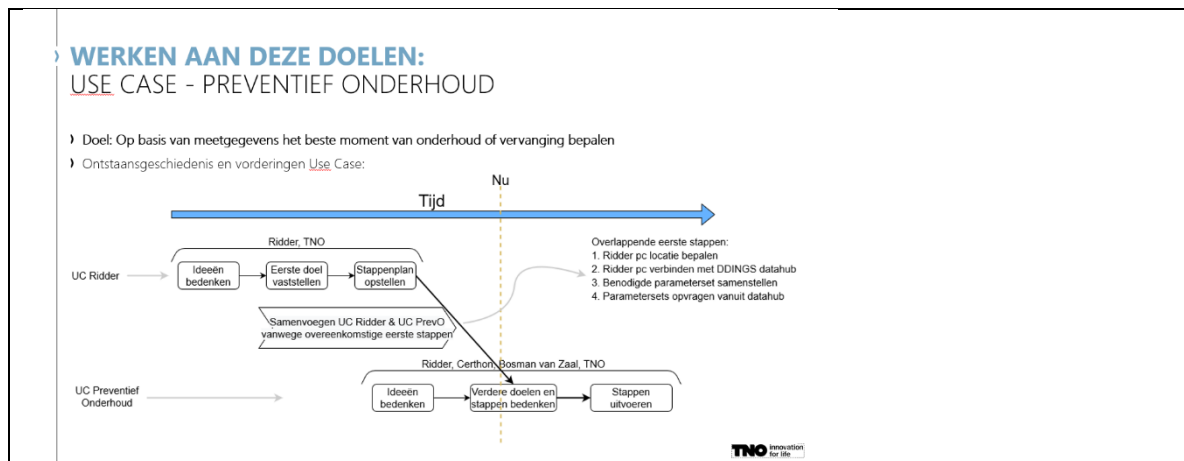 WERKEN AAN DEZE DOELEN:
USE CASE - PREVENTIEF ONDERHOUD
Doel: Op basis van meetgegevens het beste moment van onderhoud of vervanging bepalen
Ontstaansgeschiedenis en vorderingen Use Case:
Nu
Tijd
Ridder, TNO
UC Ridder
Ideeën
bedenken
Eerste doel
vaststellen
Stappenplan
opstellen
Overlappende eerste stappen:
1. Ridder pc locatie bepalen
2. Ridder pc verbinden met DDINGS datahub
3. Benodigde parameterset samenstellen
4. Parametersets opvragen vanuit datahub
Samenvoegen UC Ridder & UC PrevO
vanwege overeenkomstige eerste stappen
Ridder, Certhon, Bosman van Zaal, TNO
UC Preventief
Onderhoud
Ideeën
bedenken
Verdere doelen en
stappen bedenken
Stappen
uitvoeren
TNO innovation
for life